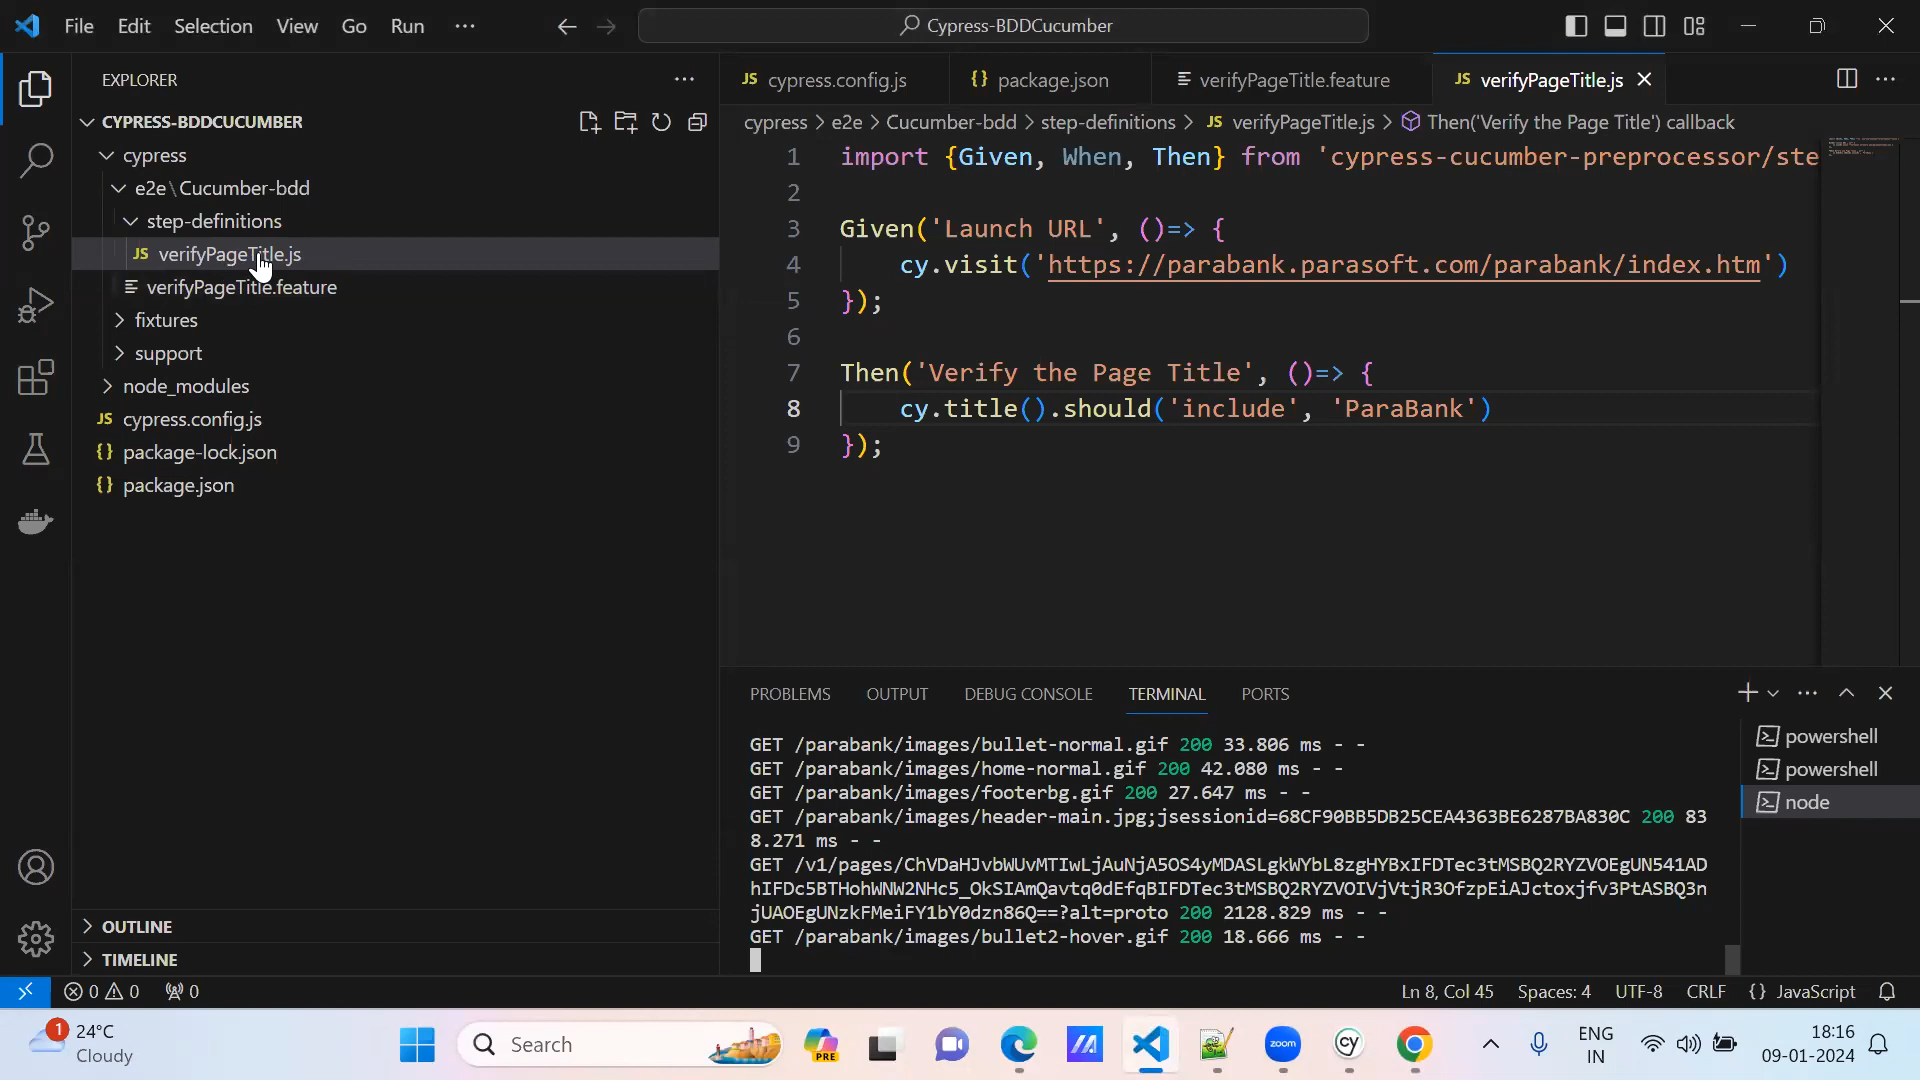 File Edit Selection View Go Run ...
Cypress-BDDCucumber
EXPLORER
CYPRESS-BDDCUCUMBER
cypress
e2e\Cucumber-bdd
step-definitions
JS verifyPageTitle.js
verifyPageTitle.feature
fixtures
support
node_modules
JS cypress.config.js
{} package-lock.json
{} package.json
OUTLINE
TIMELINE
JS cypress.config.js {} package.json verifyPageTitle.feature JS verifyPageTitle.js
cypress > e2e > Cucumber-bdd > step-definitions > JS verifyPageTitle.js > Then('Verify the Page Title') callback
1 import {Given, When, Then} from 'cypress-cucumber-preprocessor/ste
2
3 Given('Launch URL', ()=> {
4 cy.visit('https://parabank.parasoft.com/parabank/index.htm')
5 });
6
7 Then('Verify the Page Title', ()=> {
8 cy.title().should('include', 'ParaBank')
9 });
PROBLEMS OUTPUT DEBUG CONSOLE TERMINAL PORTS
GET /parabank/images/bullet-normal.gif 200 33.806 ms - -
GET /parabank/images/home-normal.gif 200 42.080 ms - -
GET /parabank/images/footerbg.gif 200 27.647 ms - -
GET /parabank/images/header-main.jpg;jsessionid=68CF90BB5DB25CEA4363BE6287BA830C 200 83
8.271 ms - -
GET /v1/pages/ChVDaHJvbWUvMTIwLjAuNjA5OS4yMDASLgkWYbL8zgHYBxIFDTec3tMSBQ2RYZVOEgUN541AD
hIFDc5BTHohWNW2NHc5_OkSIAmQavtq0dEfqBIFDTec3tMSBQ2RYZVOIVjVtjR3OfzpEiAJctoxjfv3PtASBQ3n
jUAOEgUNzkFMeiFY1bY0dzn86Q==?alt=proto 200 2128.829 ms - -
GET /parabank/images/bullet2-hover.gif 200 18.666 ms - -
powershell
powershell
node
0 0 0
Ln 8, Col 45 Spaces: 4 UTF-8 CRLF {} JavaScript
1
24°C
Cloudy
Search
PRE
zoom
cy
ENG
IN
18:16
09-01-2024